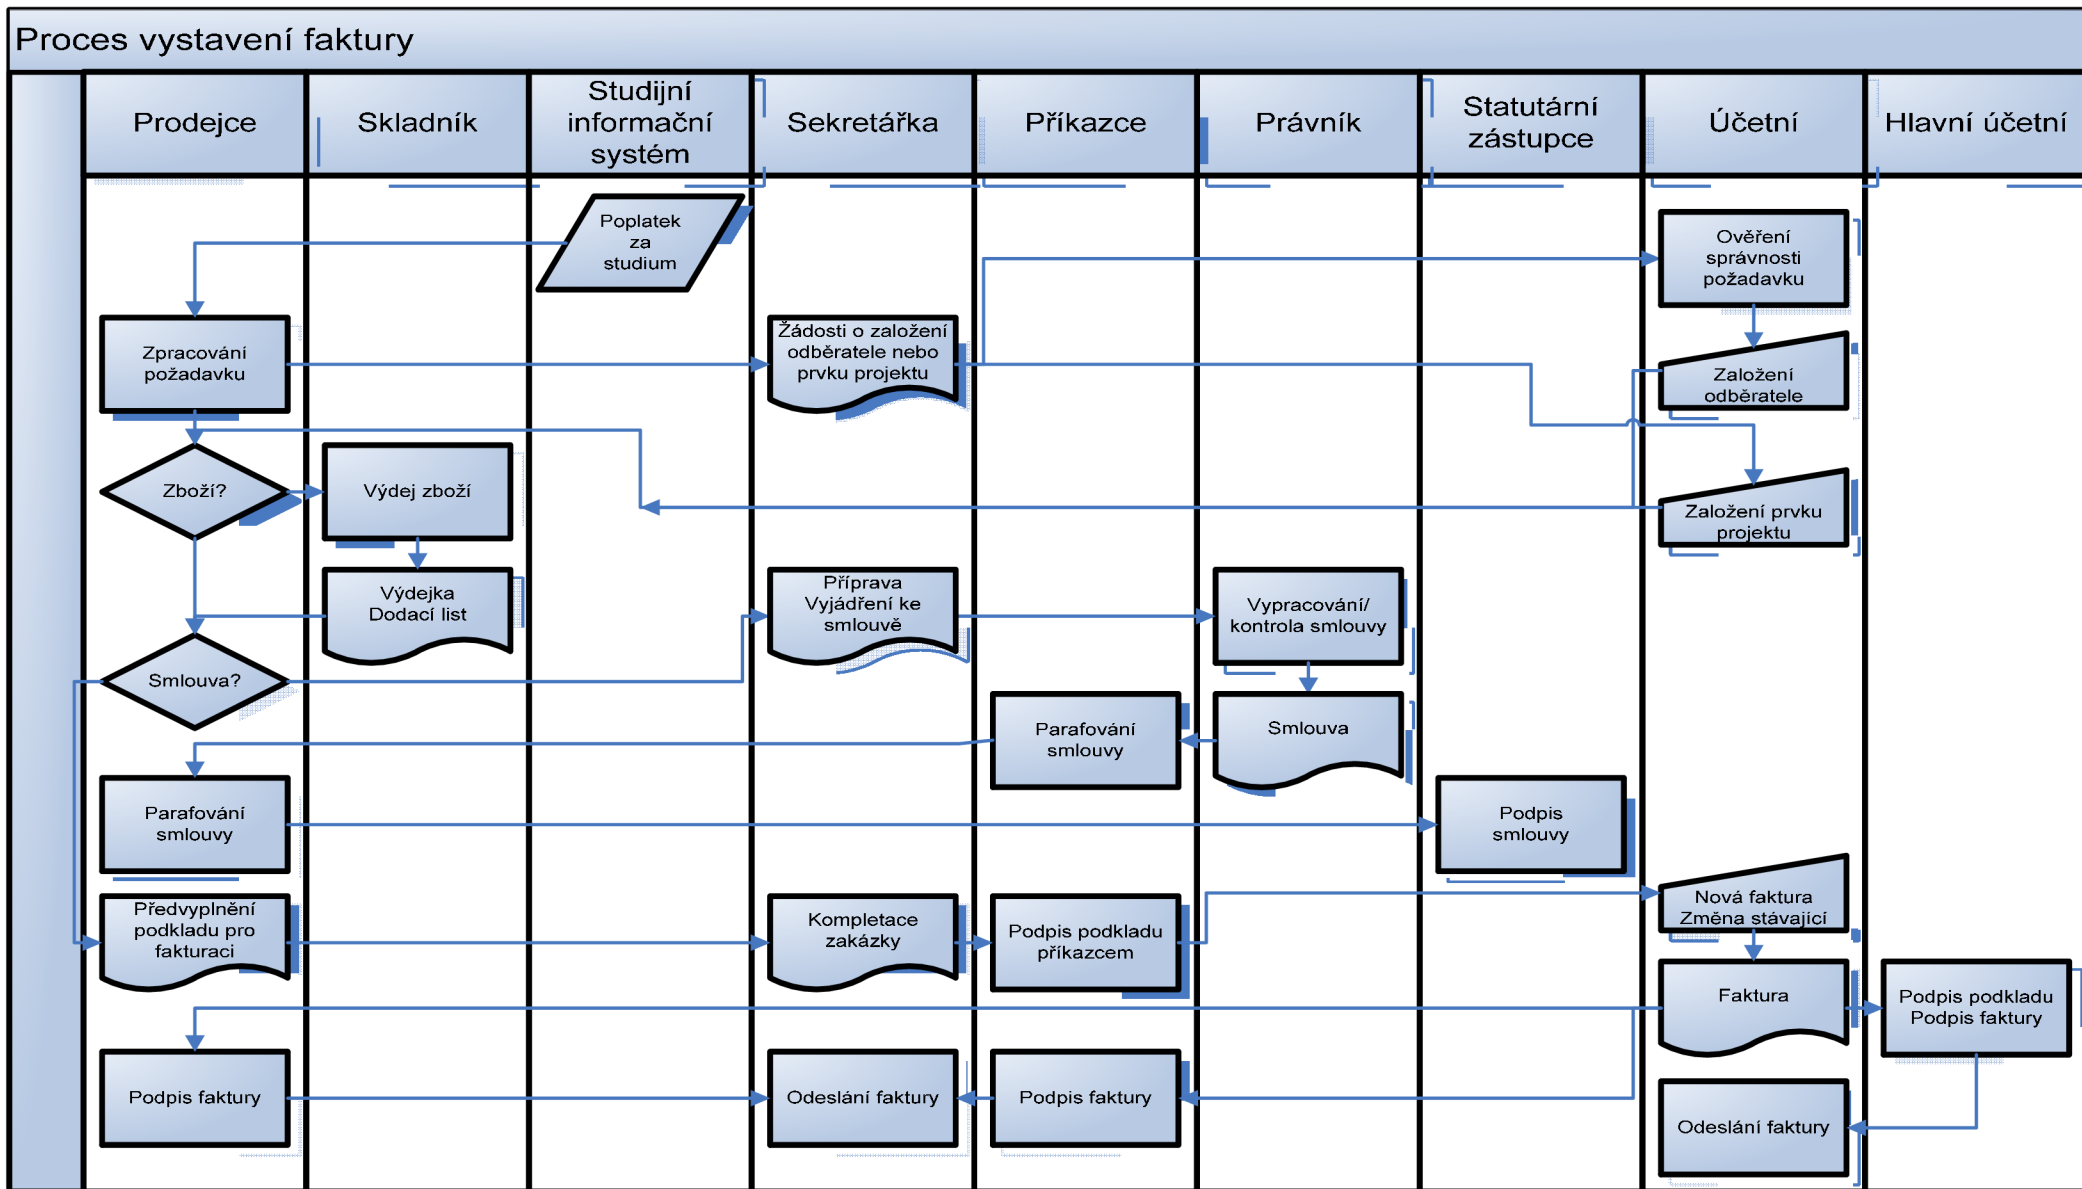 Proces vystavení faktury
Prodejce
Skladník
Studijní
informační
systém
Sekretářka
Příkazce
Právník
Statutární
zástupce
Účetní
Hlavní účetní
Poplatek
za
studium
Ověření
správnosti
požadavku
Zpracování
požadavku
Žádosti o založení
odběratele nebo
prvku projektu
Založení
odběratele
Zboží?
Výdej zboží
Založení prvku
projektu
Výdejka
Dodací list
Příprava
Vyjádření ke
smlouvě
Vypracování/
kontrola smlouvy
Smlouva?
Parafování
smlouvy
Smlouva
Parafování
smlouvy
Podpis
smlouvy
Předvyplnění
podkladu pro
fakturaci
Kompletace
zakázky
Podpis podkladu
příkazcem
Nová faktura
Změna stávající
Faktura
Podpis podkladu
Podpis faktury
Podpis faktury
Odeslání faktury
Podpis faktury
Odeslání faktury